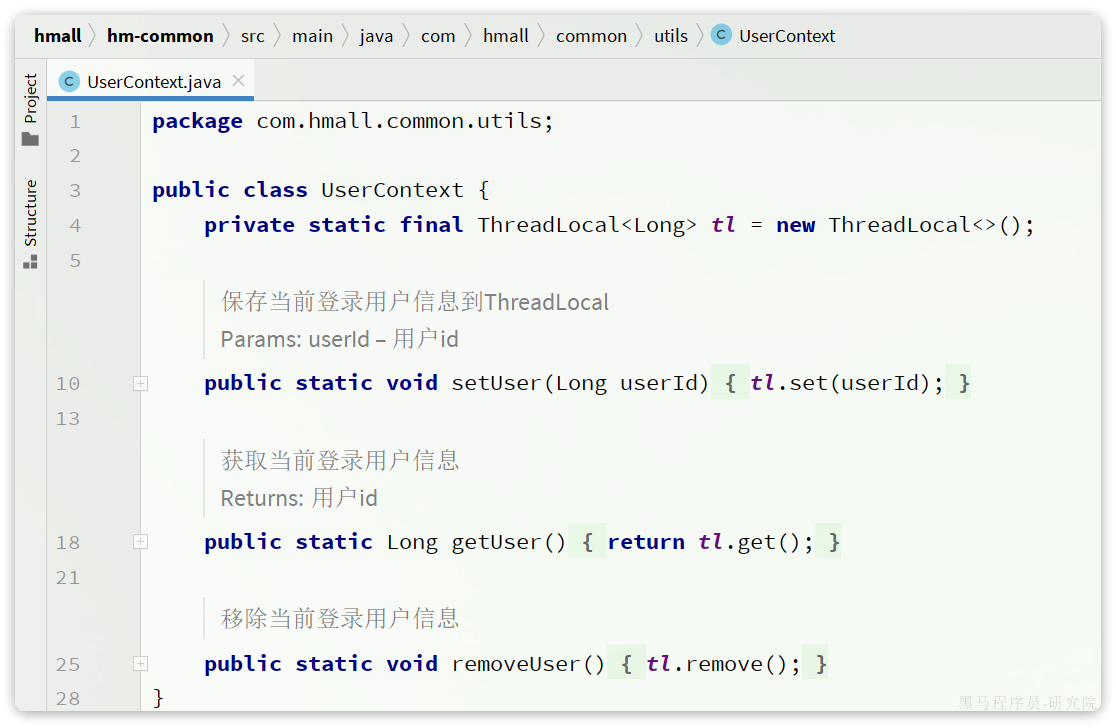 hmall 〉 hm-common 〉 src 〉 main 〉 java 〉 com 〉 hmall 〉 common 〉 utils 〉 C UserContext
Project
Structure
C UserContext.java ×
1 package com.hmall.common.utils;
2
3 public class UserContext {
4 private static final ThreadLocal<Long> tl = new ThreadLocal<>();
5
保存当前登录用户信息到ThreadLocal
Params: userId – 用户id
10 public static void setUser(Long userId) { tl.set(userId); }
13
获取当前登录用户信息
Returns: 用户id
18 public static Long getUser() { return tl.get(); }
21
移除当前登录用户信息
25 public static void removeUser() { tl.remove(); }
28 }
黑马程序员-研究院